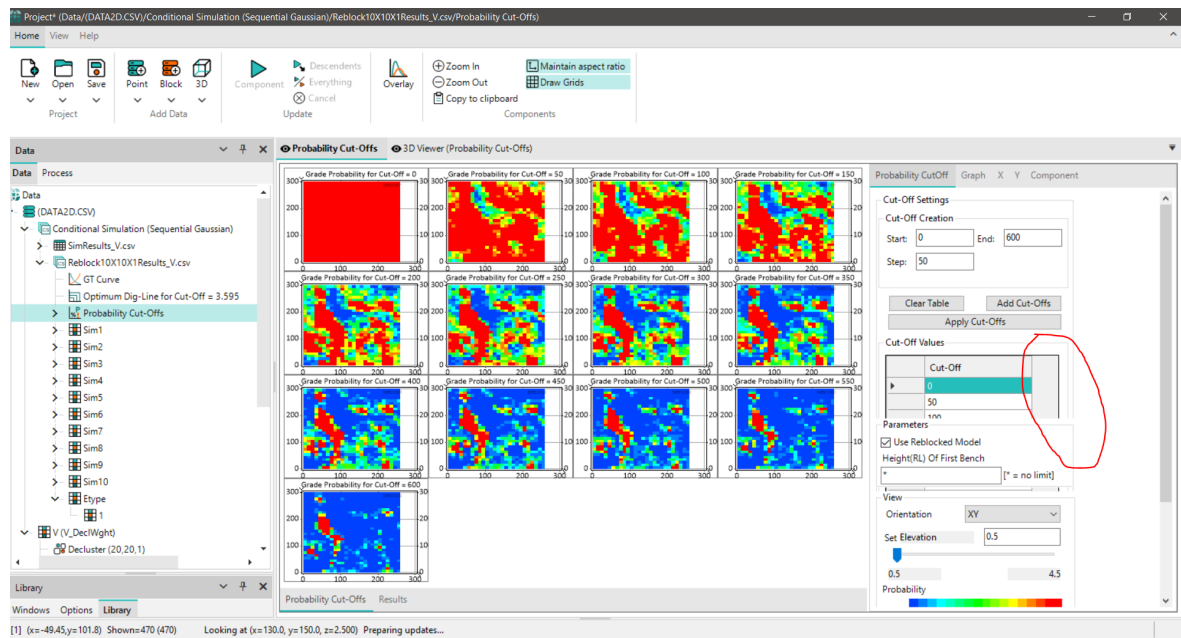 Project* (Data/(DATA2D.CSV)/Conditional Simulation (Sequential Gaussian)/Reblock10X10X1Results_V.csv/Probability Cut-Offs)
Home View Help
New Open Save Point Block 3D Component Descendents Everything Cancel Overlay Zoom In Zoom Out Copy to clipboard Maintain aspect ratio Draw Grids
Project Add Data Update Components
Data
Data Process
Data
(DATA2D.CSV)
Conditional Simulation (Sequential Gaussian)
SimResults_V.csv
Reblock10X10X1Results_V.csv
GT Curve
Optimum Dig-Line for Cut-Off = 3.595
Probability Cut-Offs
Sim1
Sim2
Sim3
Sim4
Sim5
Sim6
Sim7
Sim8
Sim9
Sim10
Etype
1
V (V_DeclWght)
Decluster (20,20,1)
Library
Windows Options Library
Probability Cut-Offs 3D Viewer (Probability Cut-Offs)
Grade Probability for Cut-Off = 0
300 200 100 0
0 100 200 300
Grade Probability for Cut-Off = 50
Grade Probability for Cut-Off = 100
Grade Probability for Cut-Off = 150
Grade Probability for Cut-Off = 200
Grade Probability for Cut-Off = 250
Grade Probability for Cut-Off = 300
Grade Probability for Cut-Off = 350
Grade Probability for Cut-Off = 400
Grade Probability for Cut-Off = 450
Grade Probability for Cut-Off = 500
Grade Probability for Cut-Off = 550
Grade Probability for Cut-Off = 600
Probability Cut-Offs Results
Probability CutOff Graph X Y Component
Cut-Off Settings
Cut-Off Creation
Start: 0 End: 600
Step: 50
Clear Table Add Cut-Offs
Apply Cut-Offs
Cut-Off Values
Cut-Off
0
50
100
Parameters
Use Reblocked Model
Height(RL) Of First Bench
* [* = no limit]
View
Orientation XY
Set Elevation 0.5
0.5 4.5
Probability
[1] (x=-49.45,y=101.8) Shown=470 (470) Looking at (x=130.0, y=150.0, z=2.500) Preparing updates...